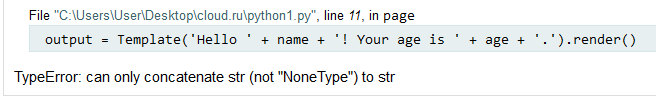 File "C:\Users\User\Desktop\cloud.ru\python1.py", line 11, in page
output = Template('Hello ' + name + '! Your age is ' + age + '.').render()
TypeError: can only concatenate str (not "NoneType") to str